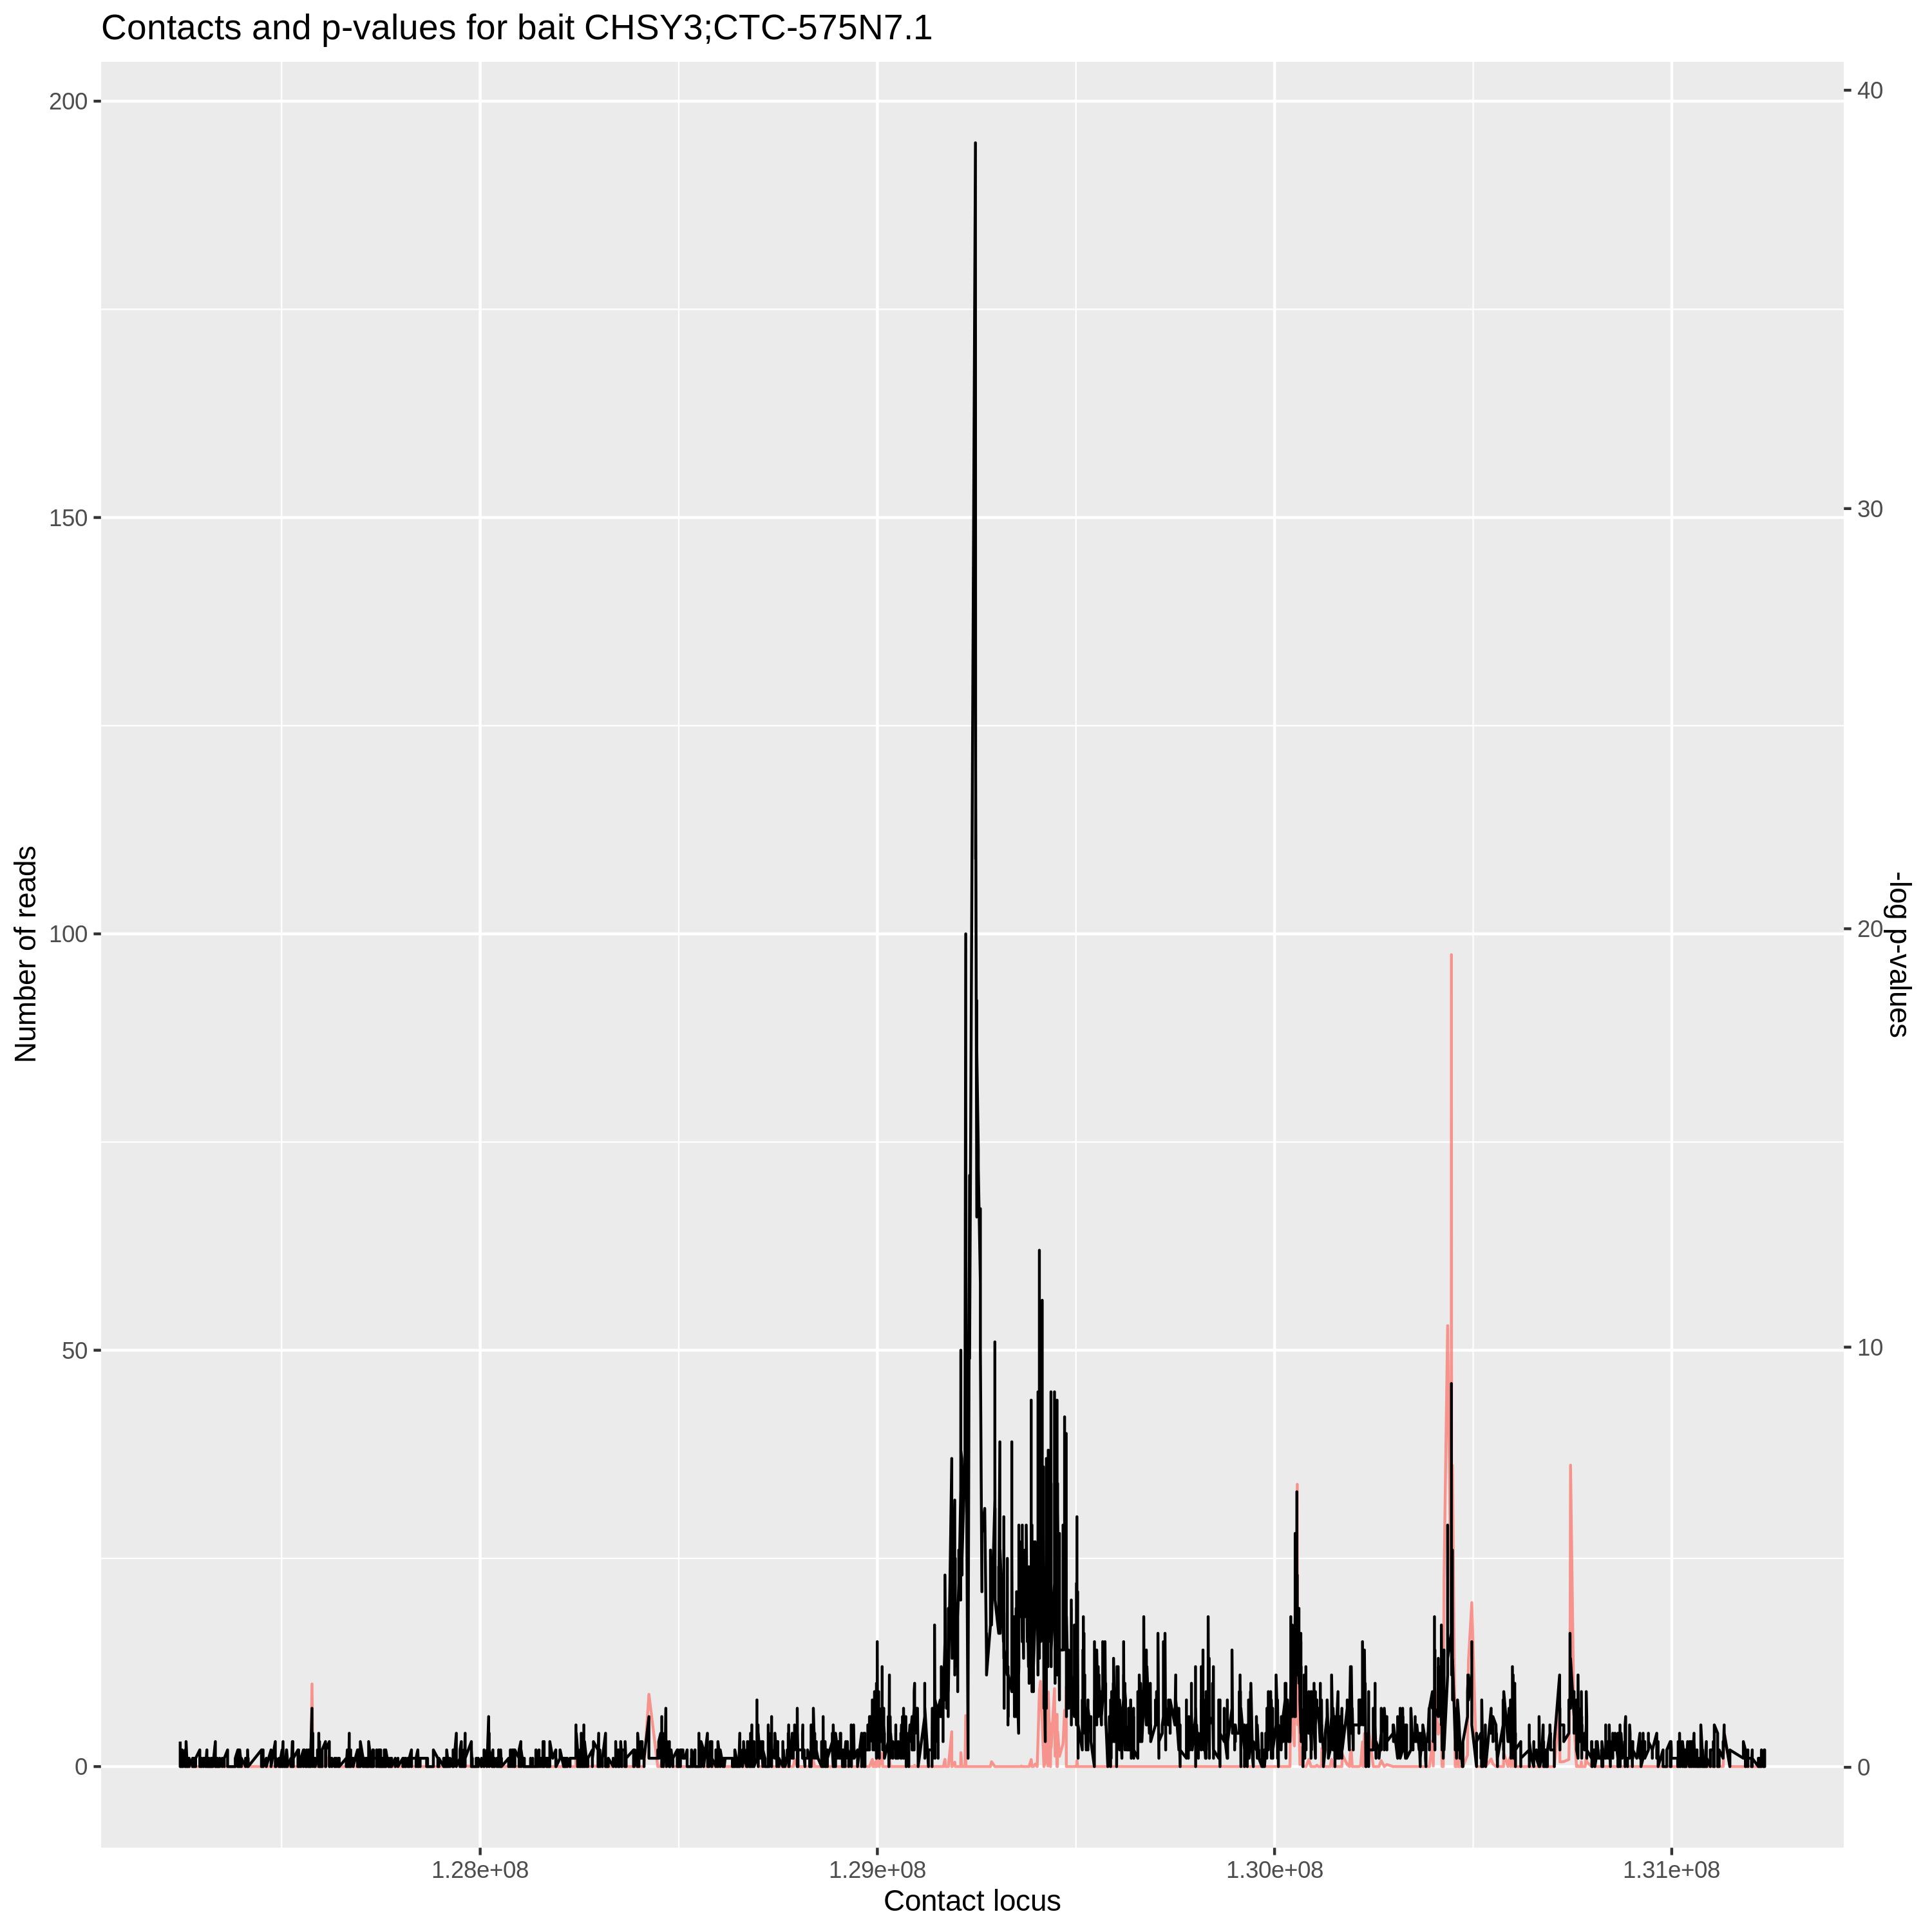 Contacts and p-values for bait CHSY3;CTC-575N7.1
200
150
100
50
0
Number of reads
40
30
20
10
0
-log p-values
1.28e+08
1.29e+08
1.30e+08
1.31e+08
Contact locus